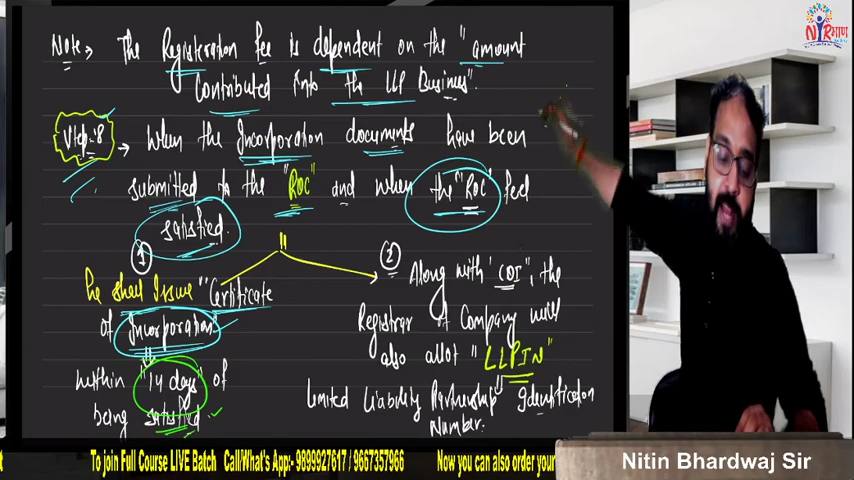 Note → The Registeration fee is dependent on the "amount
Contributed into the LLP Business".
Step :8 → When the Incorporation documents have been
submitted to the "ROC" and when the "ROC" feel
satisfied.
① ②
he shall Issue "Certificate
of Incorporation"
within "14 days" of
being satisfied.
Along with "COI", the
Registrar of Company will
also allot "LLPIN"
Limited Liability Partnership Identification
Number.
To join Full Course LIVE Batch Call/What's App:- 9899927617 / 9667357966 Now you can also order your
Nitin Bhardwaj Sir